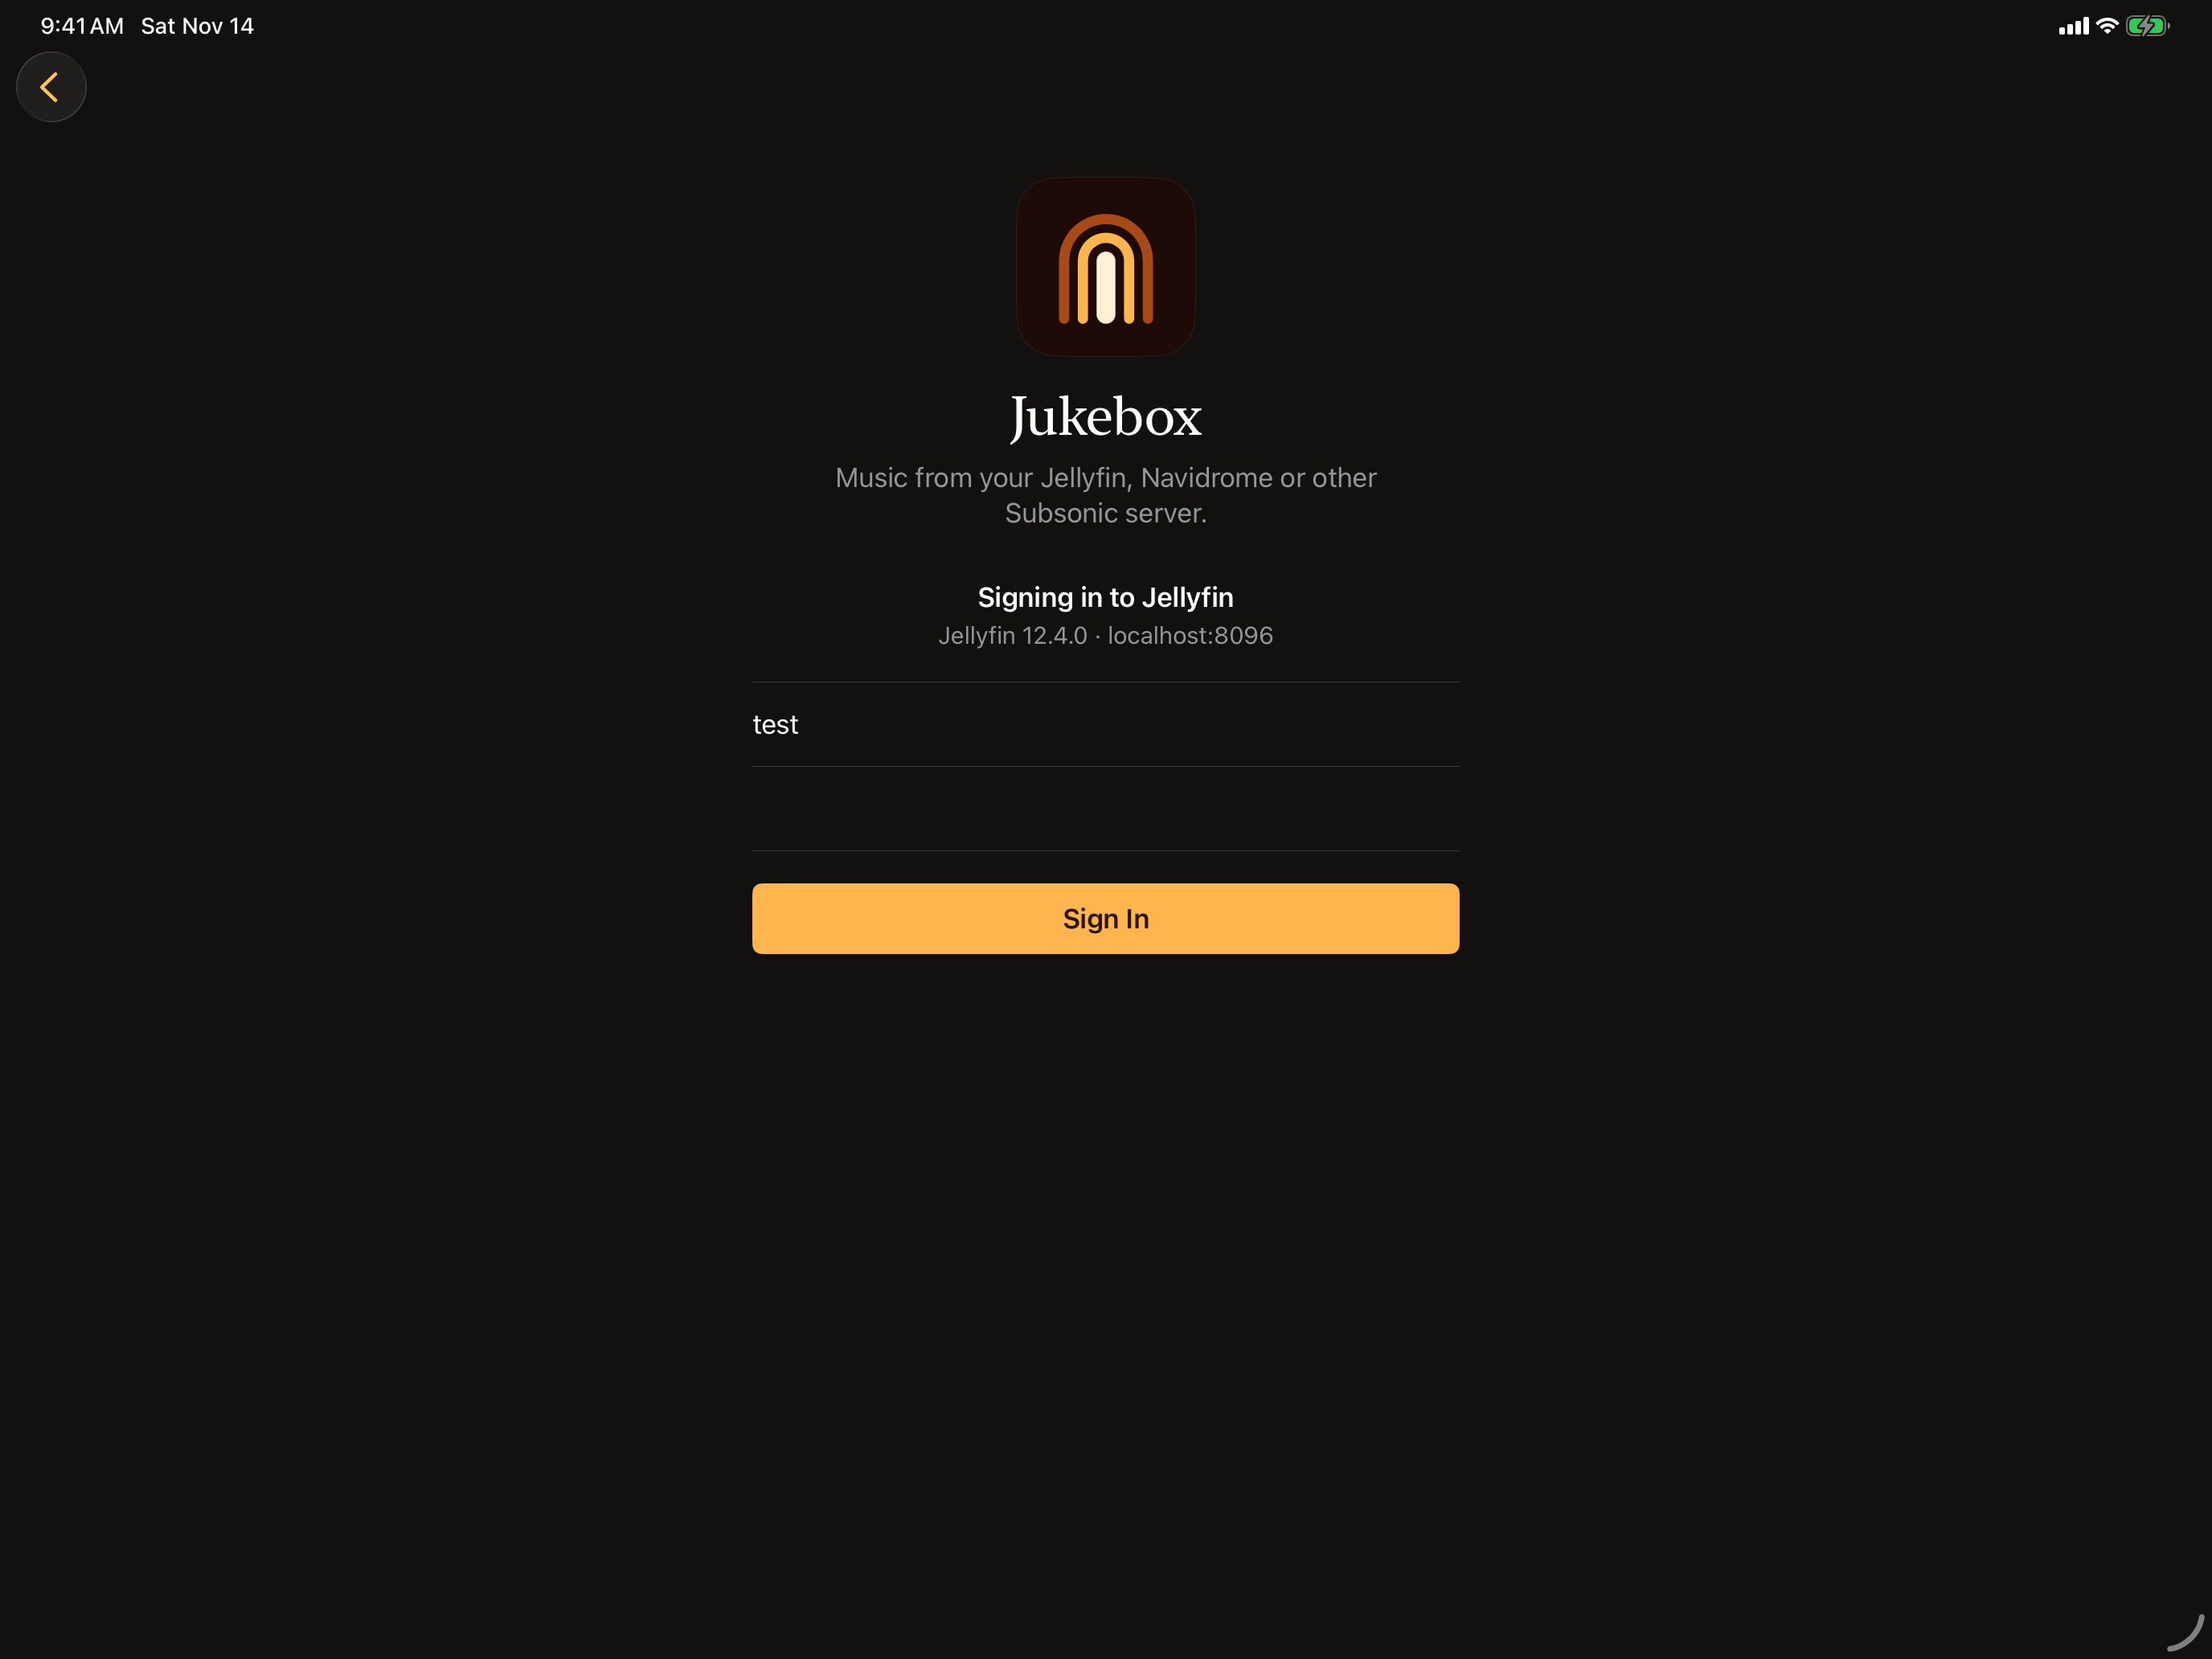 9:41 AM Sat Nov 14
Jukebox
Music from your Jellyfin, Navidrome or other
Subsonic server.
Signing in to Jellyfin
Jellyfin 12.4.0 · localhost:8096
test
Sign In